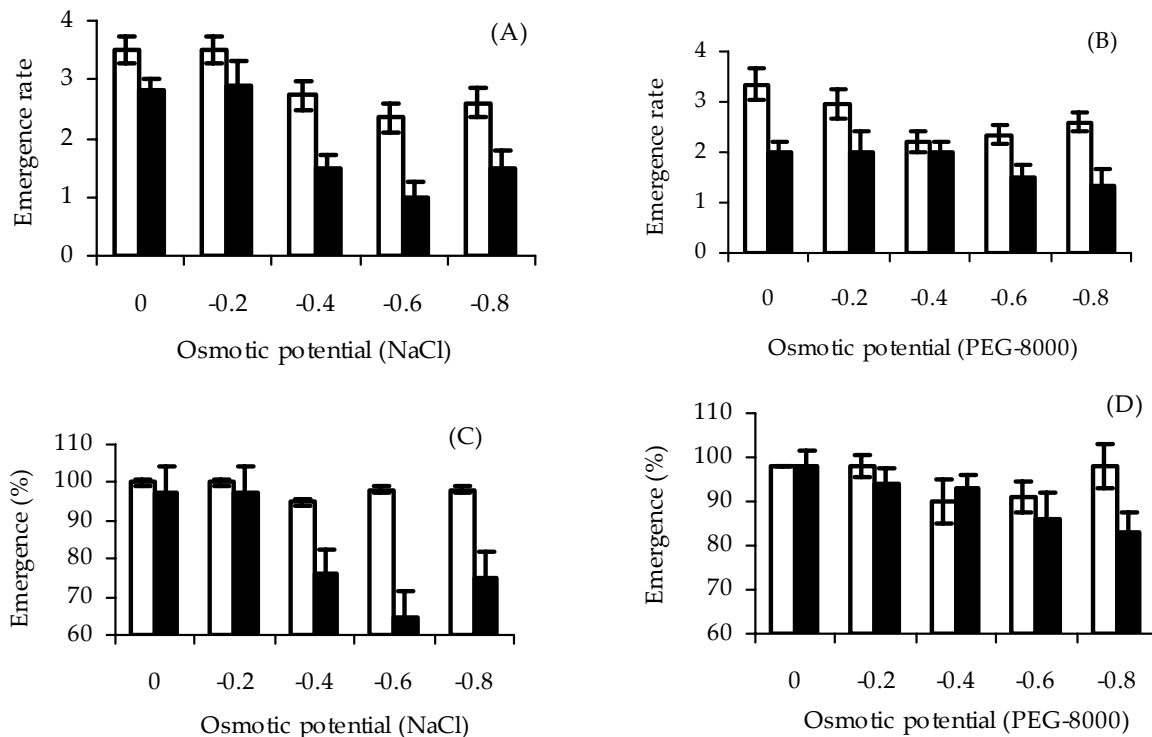 (A)
Emergence rate
4
3
2
1
0
0 -0.2 -0.4 -0.6 -0.8
Osmotic potential (NaCl)
(B)
Emergence rate
4
3
2
1
0
0 -0.2 -0.4 -0.6 -0.8
Osmotic potential (PEG-8000)
(C)
Emergence (%)
110
100
90
80
70
60
0 -0.2 -0.4 -0.6 -0.8
Osmotic potential (NaCl)
(D)
Emergence (%)
110
100
90
80
70
60
0 -0.2 -0.4 -0.6 -0.8
Osmotic potential (PEG-8000)